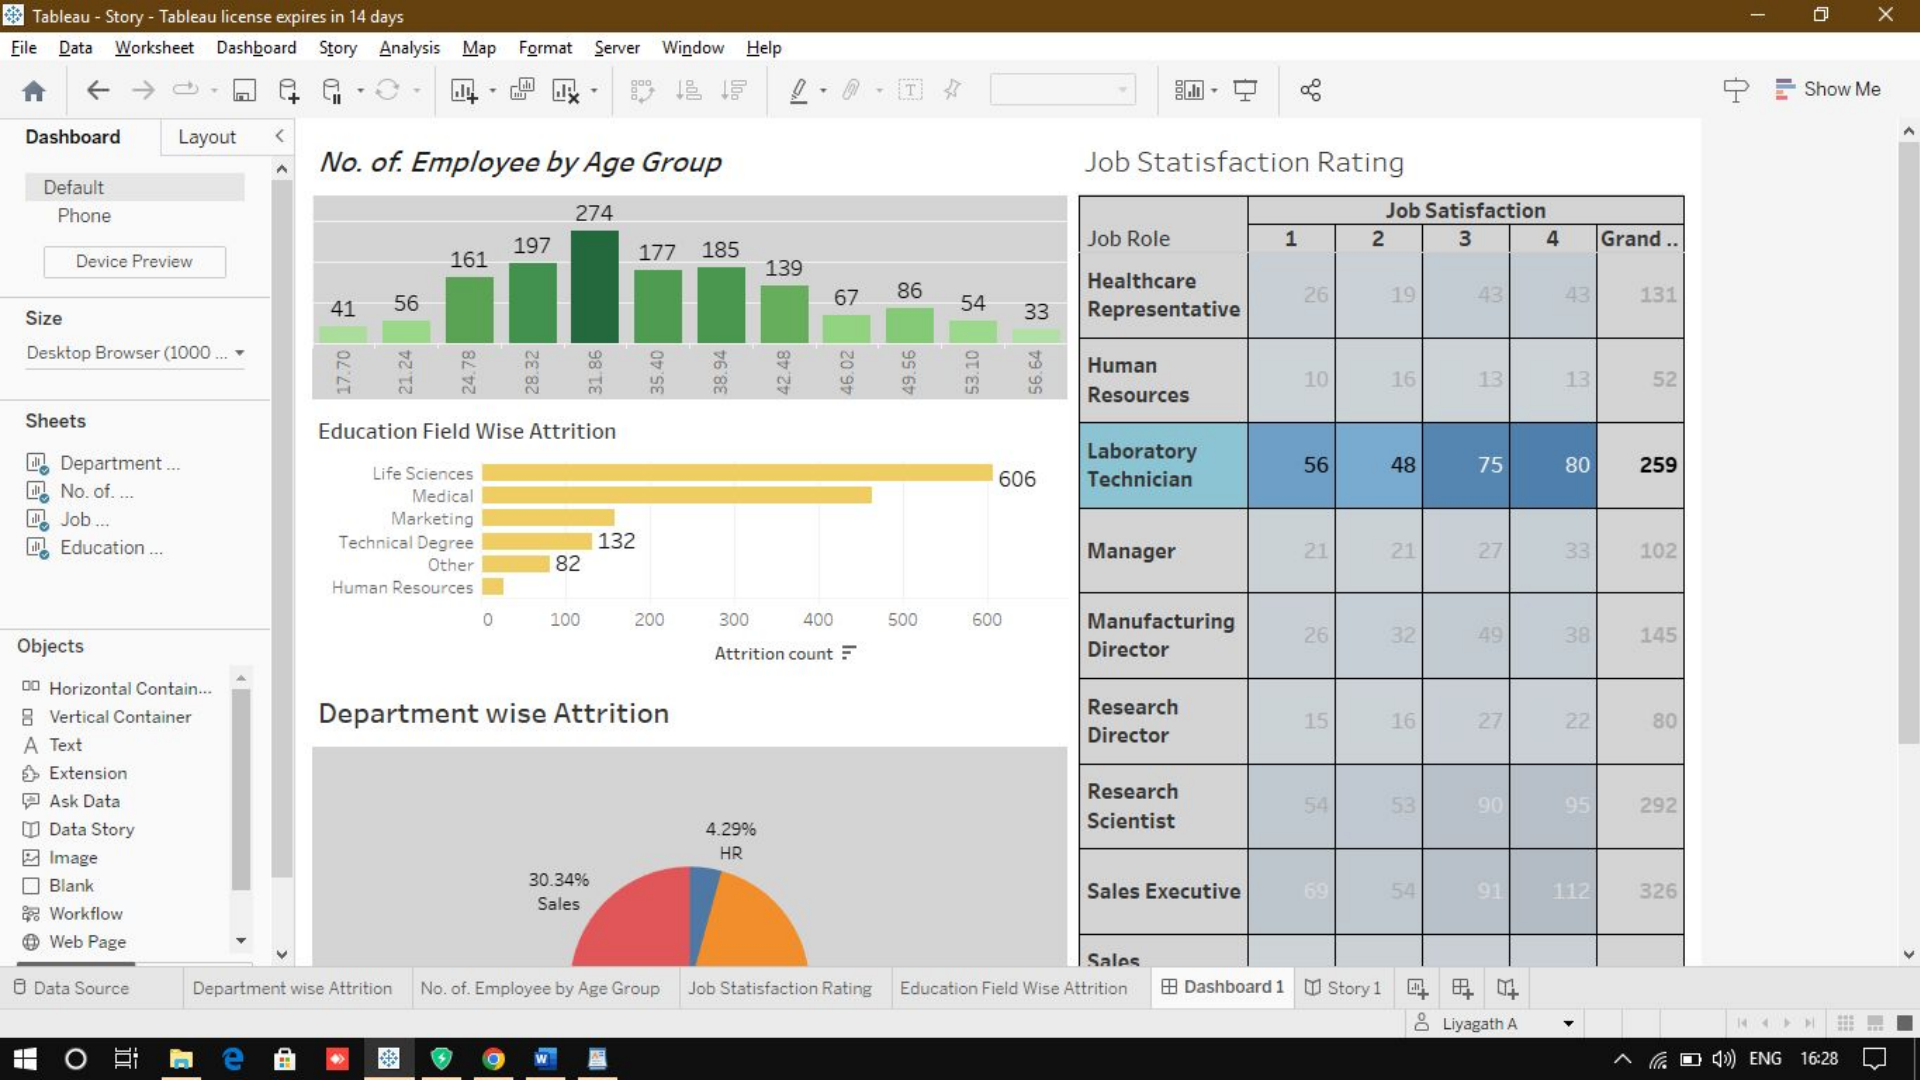 Tableau - Story - Tableau license expires in 14 days
File Data Worksheet Dashboard Story Analysis Map Format Server Window Help
Show Me
Dashboard Layout
Default
Phone
Device Preview
Size
Desktop Browser (1000 ...
Sheets
Department ...
No. of. ...
Job ...
Education ...
Objects
Horizontal Contain...
Vertical Container
Text
Extension
Ask Data
Data Story
Image
Blank
Workflow
Web Page
No. of. Employee by Age Group
41 56 161 197 274 177 185 139 67 86 54 33
17.70 21.24 24.78 28.32 31.86 35.40 38.94 42.48 46.02 49.56 53.10 56.64
Education Field Wise Attrition
Life Sciences 606
Medical
Marketing
Technical Degree 132
Other 82
Human Resources
0 100 200 300 400 500 600
Attrition count
Department wise Attrition
4.29%
HR
30.34%
Sales
Job Statisfaction Rating
Job Satisfaction
Job Role 1 2 3 4 Grand ..
Healthcare
Representative 26 19 43 43 131
Human
Resources 10 16 13 13 52
Laboratory
Technician 56 48 75 80 259
Manager 21 21 27 33 102
Manufacturing
Director 26 32 49 38 145
Research
Director 15 16 27 22 80
Research
Scientist 54 53 90 95 292
Sales Executive 69 54 91 112 326
Sales
Data Source Department wise Attrition No. of. Employee by Age Group Job Statisfaction Rating Education Field Wise Attrition Dashboard 1 Story 1
Liyagath A
ENG 16:28